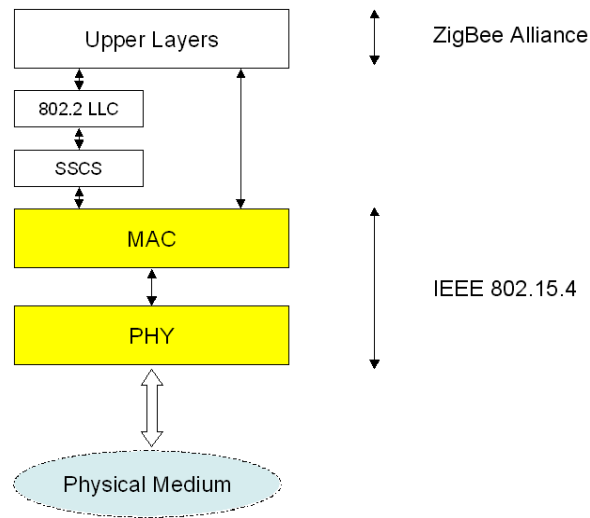 Upper Layers
ZigBee Alliance
802.2 LLC
SSCS
MAC
IEEE 802.15.4
PHY
Physical Medium